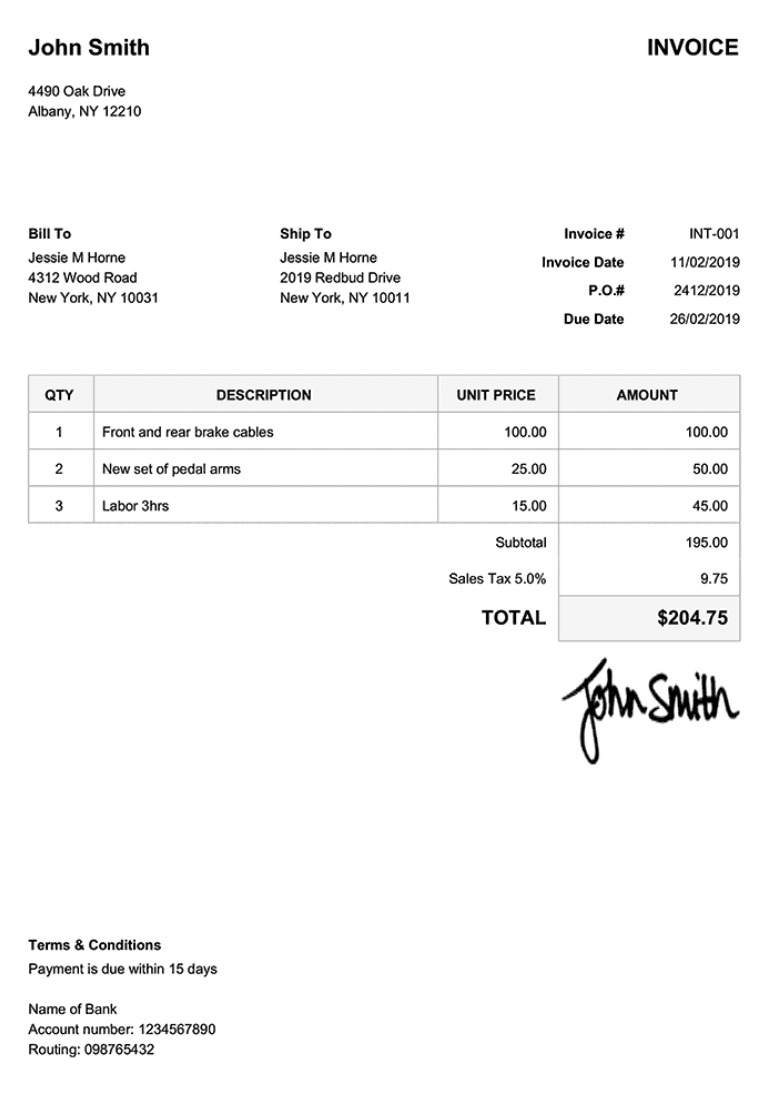 John Smith
INVOICE
4490 Oak Drive
Albany, NY 12210
Bill To
Jessie M Horne
4312 Wood Road
New York, NY 10031
Ship To
Jessie M Horne
2019 Redbud Drive
New York, NY 10011
Invoice # INT-001
Invoice Date 11/02/2019
P.O.# 2412/2019
Due Date 26/02/2019
QTY DESCRIPTION UNIT PRICE AMOUNT
1 Front and rear brake cables 100.00 100.00
2 New set of pedal arms 25.00 50.00
3 Labor 3hrs 15.00 45.00
Subtotal 195.00
Sales Tax 5.0% 9.75
TOTAL $204.75
John Smith
Terms & Conditions
Payment is due within 15 days
Name of Bank
Account number: 1234567890
Routing: 098765432